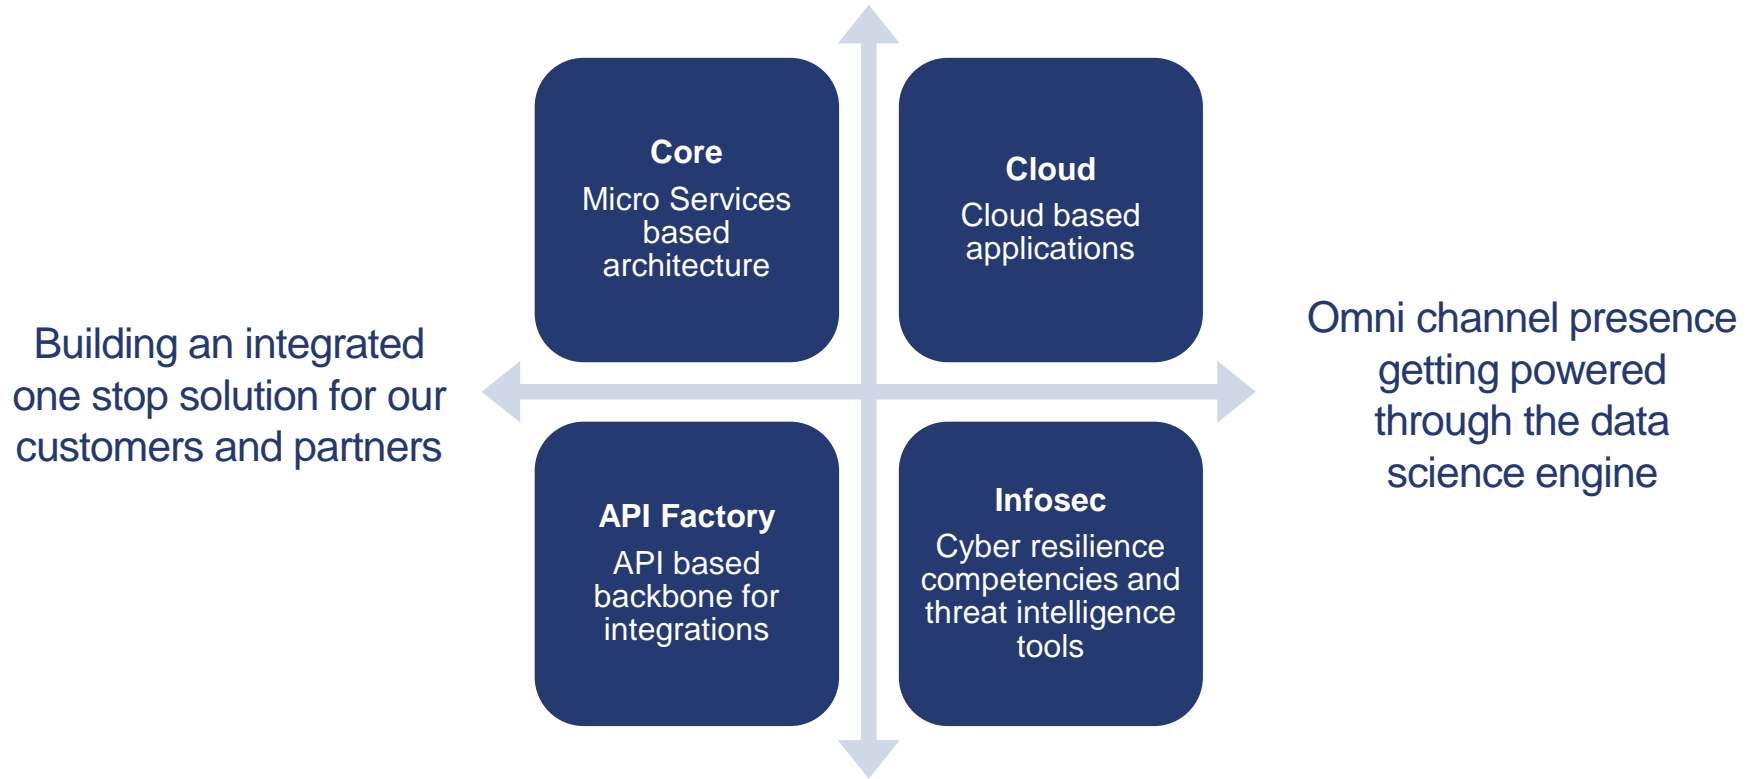 Building an integrated
one stop solution for our
customers and partners
Core
Micro Services
based
architecture
Cloud
Cloud based
applications
API Factory
API based
backbone for
integrations
Infosec
Cyber resilience
competencies and
threat intelligence
tools
Omni channel presence
getting powered
through the data
science engine